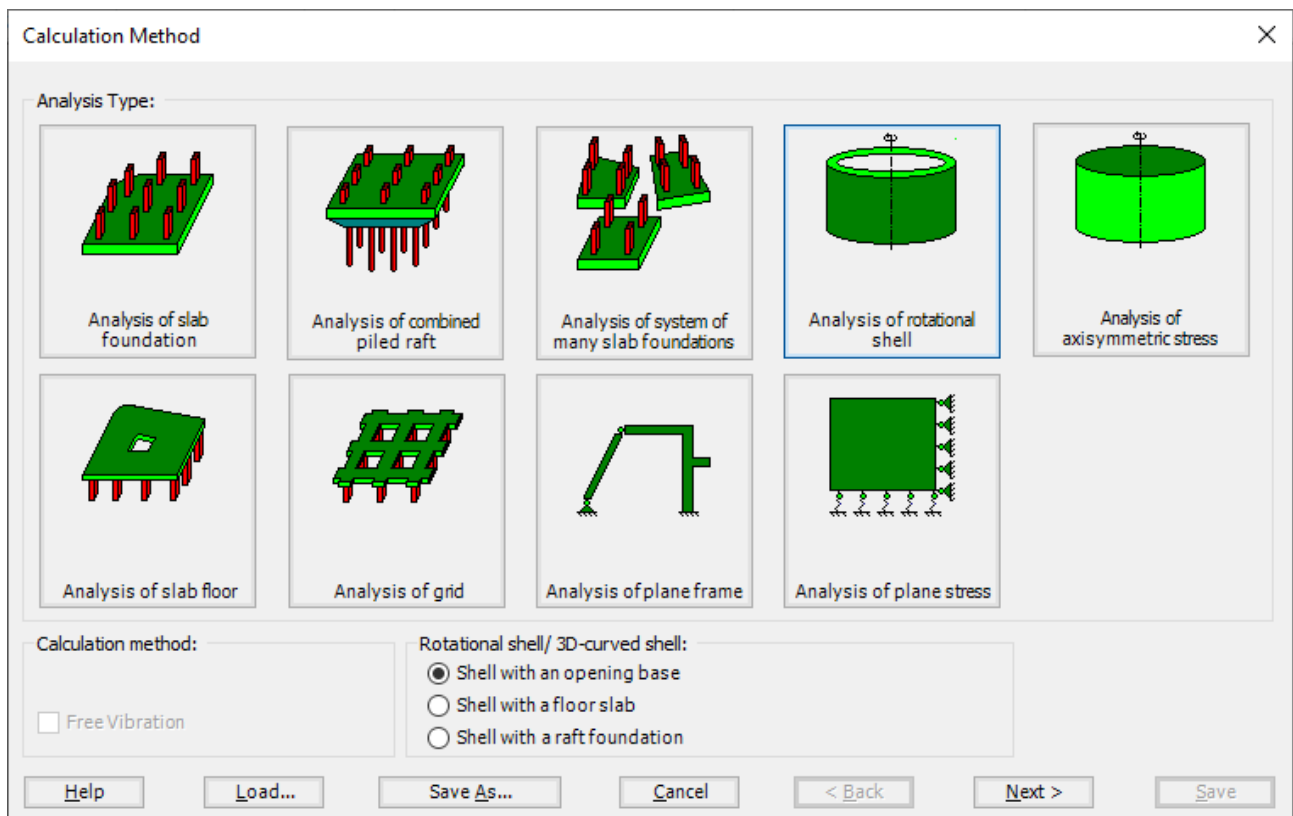 Calculation Method
Analysis Type:
Analysis of slab
foundation
Analysis of combined
piled raft
Analysis of system of
many slab foundations
Analysis of rotational
shell
Analysis of
axisymmetric stress
Analysis of slab floor
Analysis of grid
Analysis of plane frame
Analysis of plane stress
Calculation method:
Free Vibration
Rotational shell/ 3D-curved shell:
Shell with an opening base
Shell with a floor slab
Shell with a raft foundation
Help
Load...
Save As...
Cancel
< Back
Next >
Save